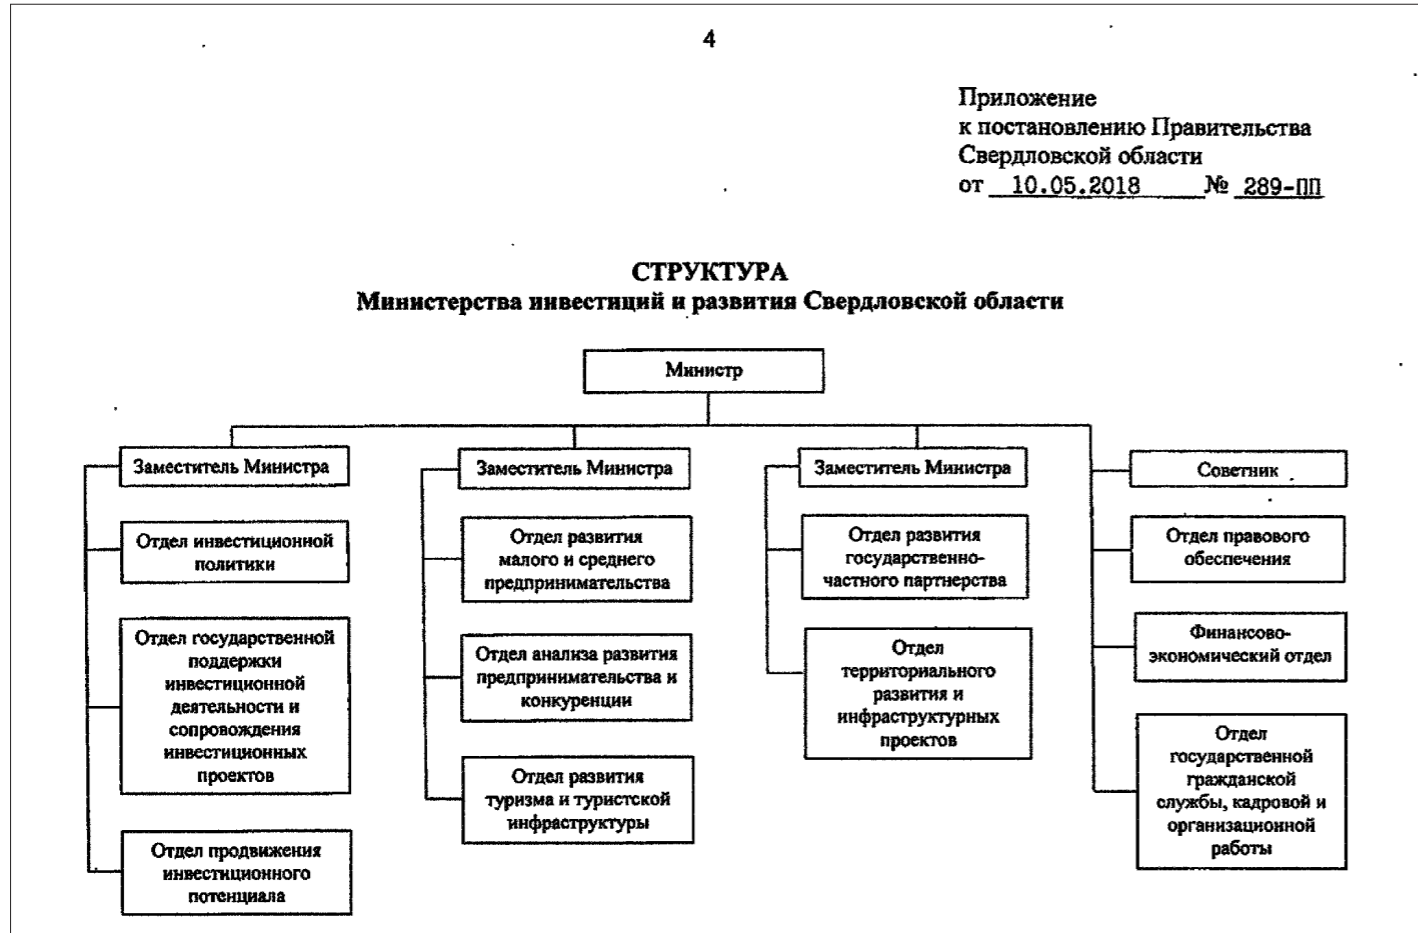 4
Приложение
к постановлению Правительства
Свердловской области
от 10.05.2018 № 289-ПП
СТРУКТУРА
Министерства инвестиций и развития Свердловской области
Министр
Заместитель Министра
Отдел инвестиционной
политики
Отдел государственной
поддержки
инвестиционной
деятельности и
сопровождения
инвестиционных
проектов
Отдел продвижения
инвестиционного
потенциала
Заместитель Министра
Отдел развития
малого и среднего
предпринимательства
Отдел анализа развития
предпринимательства и
конкуренции
Отдел развития
туризма и туристской
инфраструктуры
Заместитель Министра
Отдел развития
государственно-
частного партнерства
Отдел
территориального
развития и
инфраструктурных
проектов
Советник
Отдел правового
обеспечения
Финансово-
экономический отдел
Отдел
государственной
гражданской
службы, кадровой и
организационной
работы